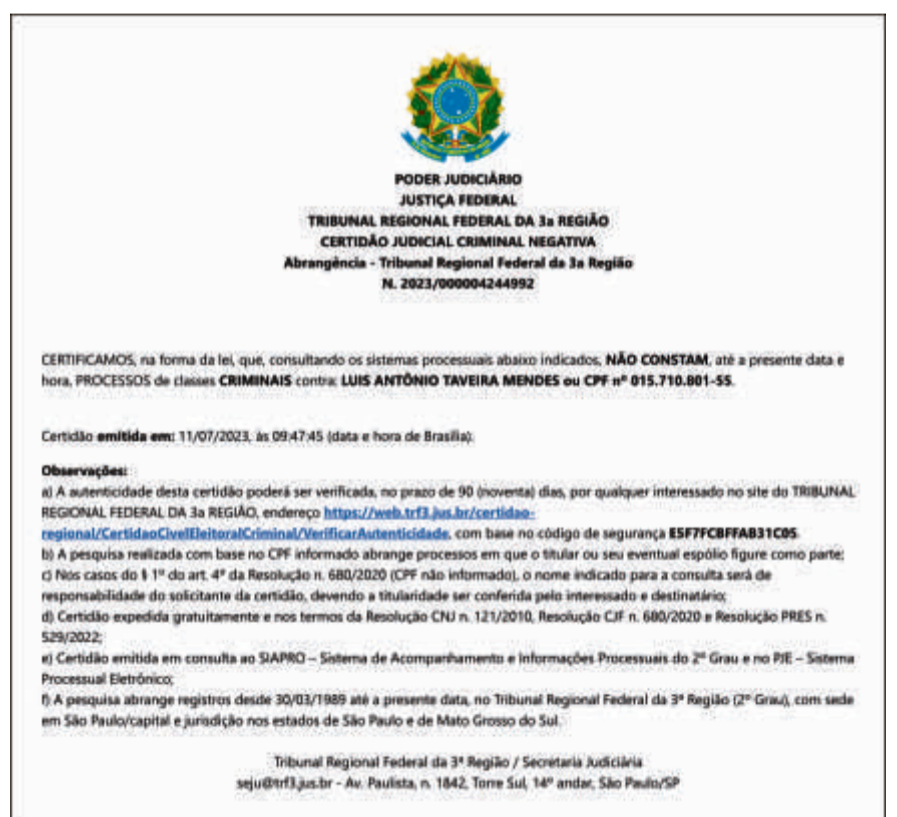 PODER JUDICIÁRIO
JUSTIÇA FEDERAL
TRIBUNAL REGIONAL FEDERAL DA 3a REGIÃO
CERTIDÃO JUDICIAL CRIMINAL NEGATIVA
Abrangência - Tribunal Regional Federal da 3a Região
N. 2023/000004244992
CERTIFICAMOS, na forma da lei, que, consultando os sistemas processuais abaixo indicados, NÃO CONSTAM, até a presente data e
hora, PROCESSOS de classes CRIMINAIS contra: LUIS ANTÔNIO TAVEIRA MENDES ou CPF nº 015.710.801-55.
Certidão emitida em: 11/07/2023, às 09:47:45 (data e hora de Brasília).
Observações:
a) A autenticidade desta certidão poderá ser verificada, no prazo de 90 (noventa) dias, por qualquer interessado no site do TRIBUNAL
REGIONAL FEDERAL DA 3a REGIÃO, endereço https://web.trf3.jus.br/certidao-
regional/CertidaoCivelEleitoralCriminal/VerificarAutenticidade, com base no código de segurança E5F7FCBFFAB31C05.
b) A pesquisa realizada com base no CPF informado abrange processos em que o titular ou seu eventual espólio figure como parte;
c) Nos casos do § 1º do art. 4º da Resolução n. 680/2020 (CPF não informado), o nome indicado para a consulta será de
responsabilidade do solicitante da certidão, devendo a titularidade ser conferida pelo interessado e destinatário;
d) Certidão expedida gratuitamente e nos termos da Resolução CNJ n. 121/2010, Resolução CJF n. 680/2020 e Resolução PRES n.
529/2022;
e) Certidão emitida em consulta ao SIAPRO – Sistema de Acompanhamento e Informações Processuais do 2º Grau e no PJE – Sistema
Processual Eletrônico;
f) A pesquisa abrange registros desde 30/03/1989 até a presente data, no Tribunal Regional Federal da 3ª Região (2º Grau), com sede
em São Paulo/capital e jurisdição nos estados de São Paulo e de Mato Grosso do Sul.
Tribunal Regional Federal da 3ª Região / Secretaria Judiciária
seju@trf3.jus.br - Av. Paulista, n. 1842, Torre Sul, 14º andar, São Paulo/SP